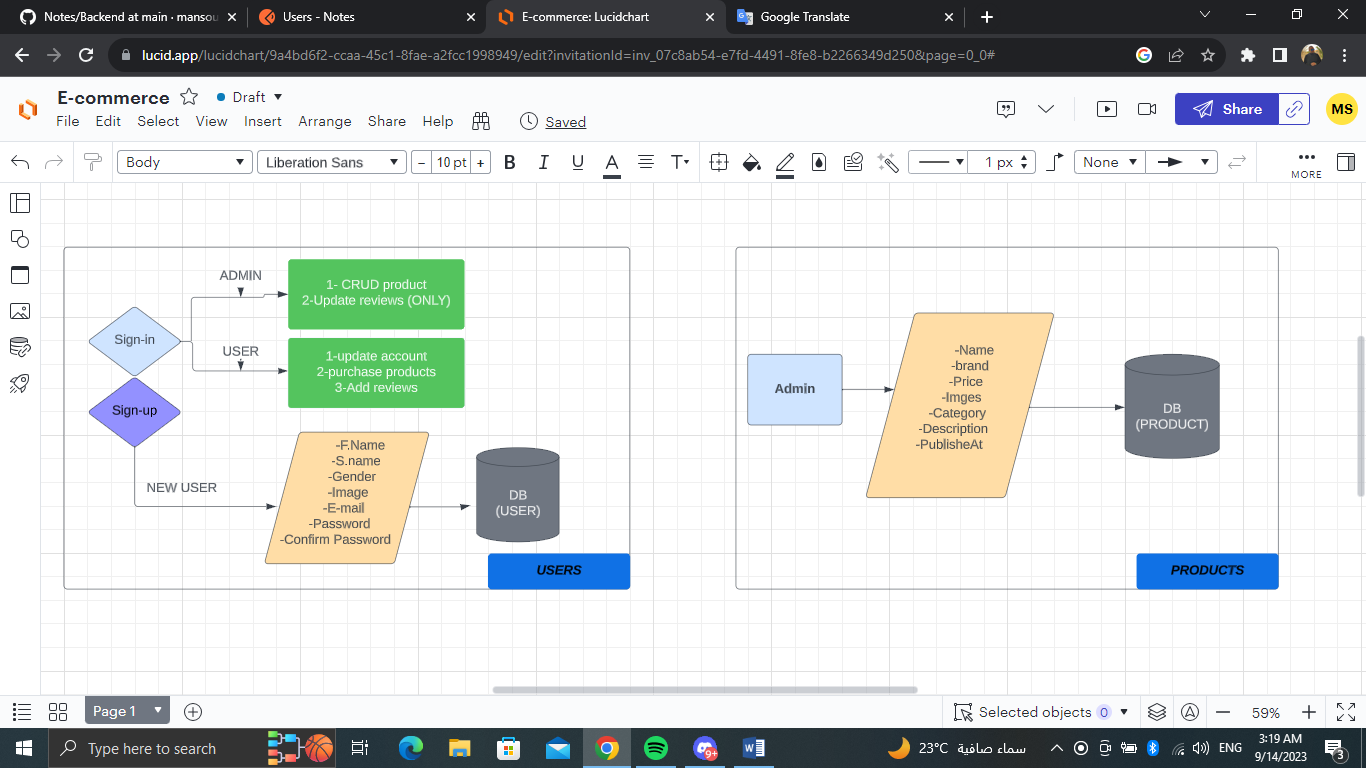 Notes/Backend at main · mansou
Users - Notes
E-commerce: Lucidchart
Google Translate
lucid.app/lucidchart/9a4bd6f2-ccaa-45c1-8fae-a2fcc1998949/edit?invitationId=inv_07c8ab54-e7fd-4491-8fe8-b2266349d250&page=0_0#
E-commerce
Draft
File Edit Select View Insert Arrange Share Help
Saved
Share
MS
Body
Liberation Sans
- 10 pt +
B I U A T
1 px
None
MORE
ADMIN
1- CRUD product
2-Update reviews (ONLY)
Sign-in
USER
1-update account
2-purchase products
3-Add reviews
Sign-up
NEW USER
-F.Name
-S.name
-Gender
-Image
-E-mail
-Password
-Confirm Password
DB
(USER)
USERS
Admin
-Name
-brand
-Price
-Imges
-Category
-Description
-PublisheAt
DB
(PRODUCT)
PRODUCTS
Page 1
Selected objects 0
59%
Type here to search
9+
23°C سماء صافية
ENG
3:19 AM
9/14/2023
3